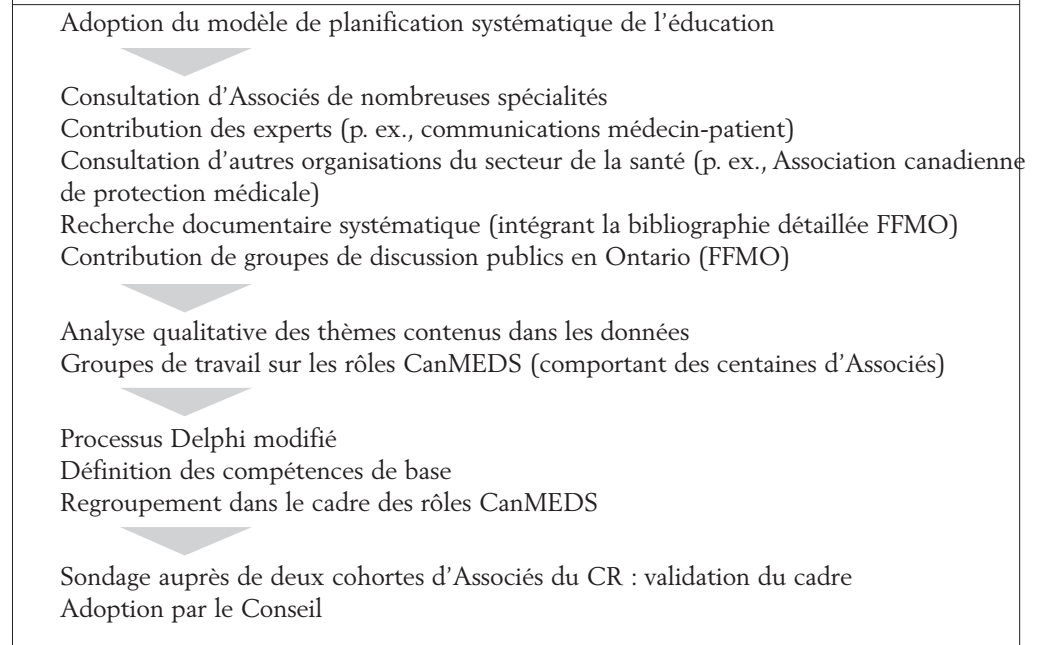 Adoption du modèle de planification systématique de l’éducation
Consultation d’Associés de nombreuses spécialités
Contribution des experts (p. ex., communications médecin-patient)
Consultation d’autres organisations du secteur de la santé (p. ex., Association canadienne
de protection médicale)
Recherche documentaire systématique (intégrant la bibliographie détaillée FFMO)
Contribution de groupes de discussion publics en Ontario (FFMO)
Analyse qualitative des thèmes contenus dans les données
Groupes de travail sur les rôles CanMEDS (comportant des centaines d’Associés)
Processus Delphi modifié
Définition des compétences de base
Regroupement dans le cadre des rôles CanMEDS
Sondage auprès de deux cohortes d’Associés du CR : validation du cadre
Adoption par le Conseil